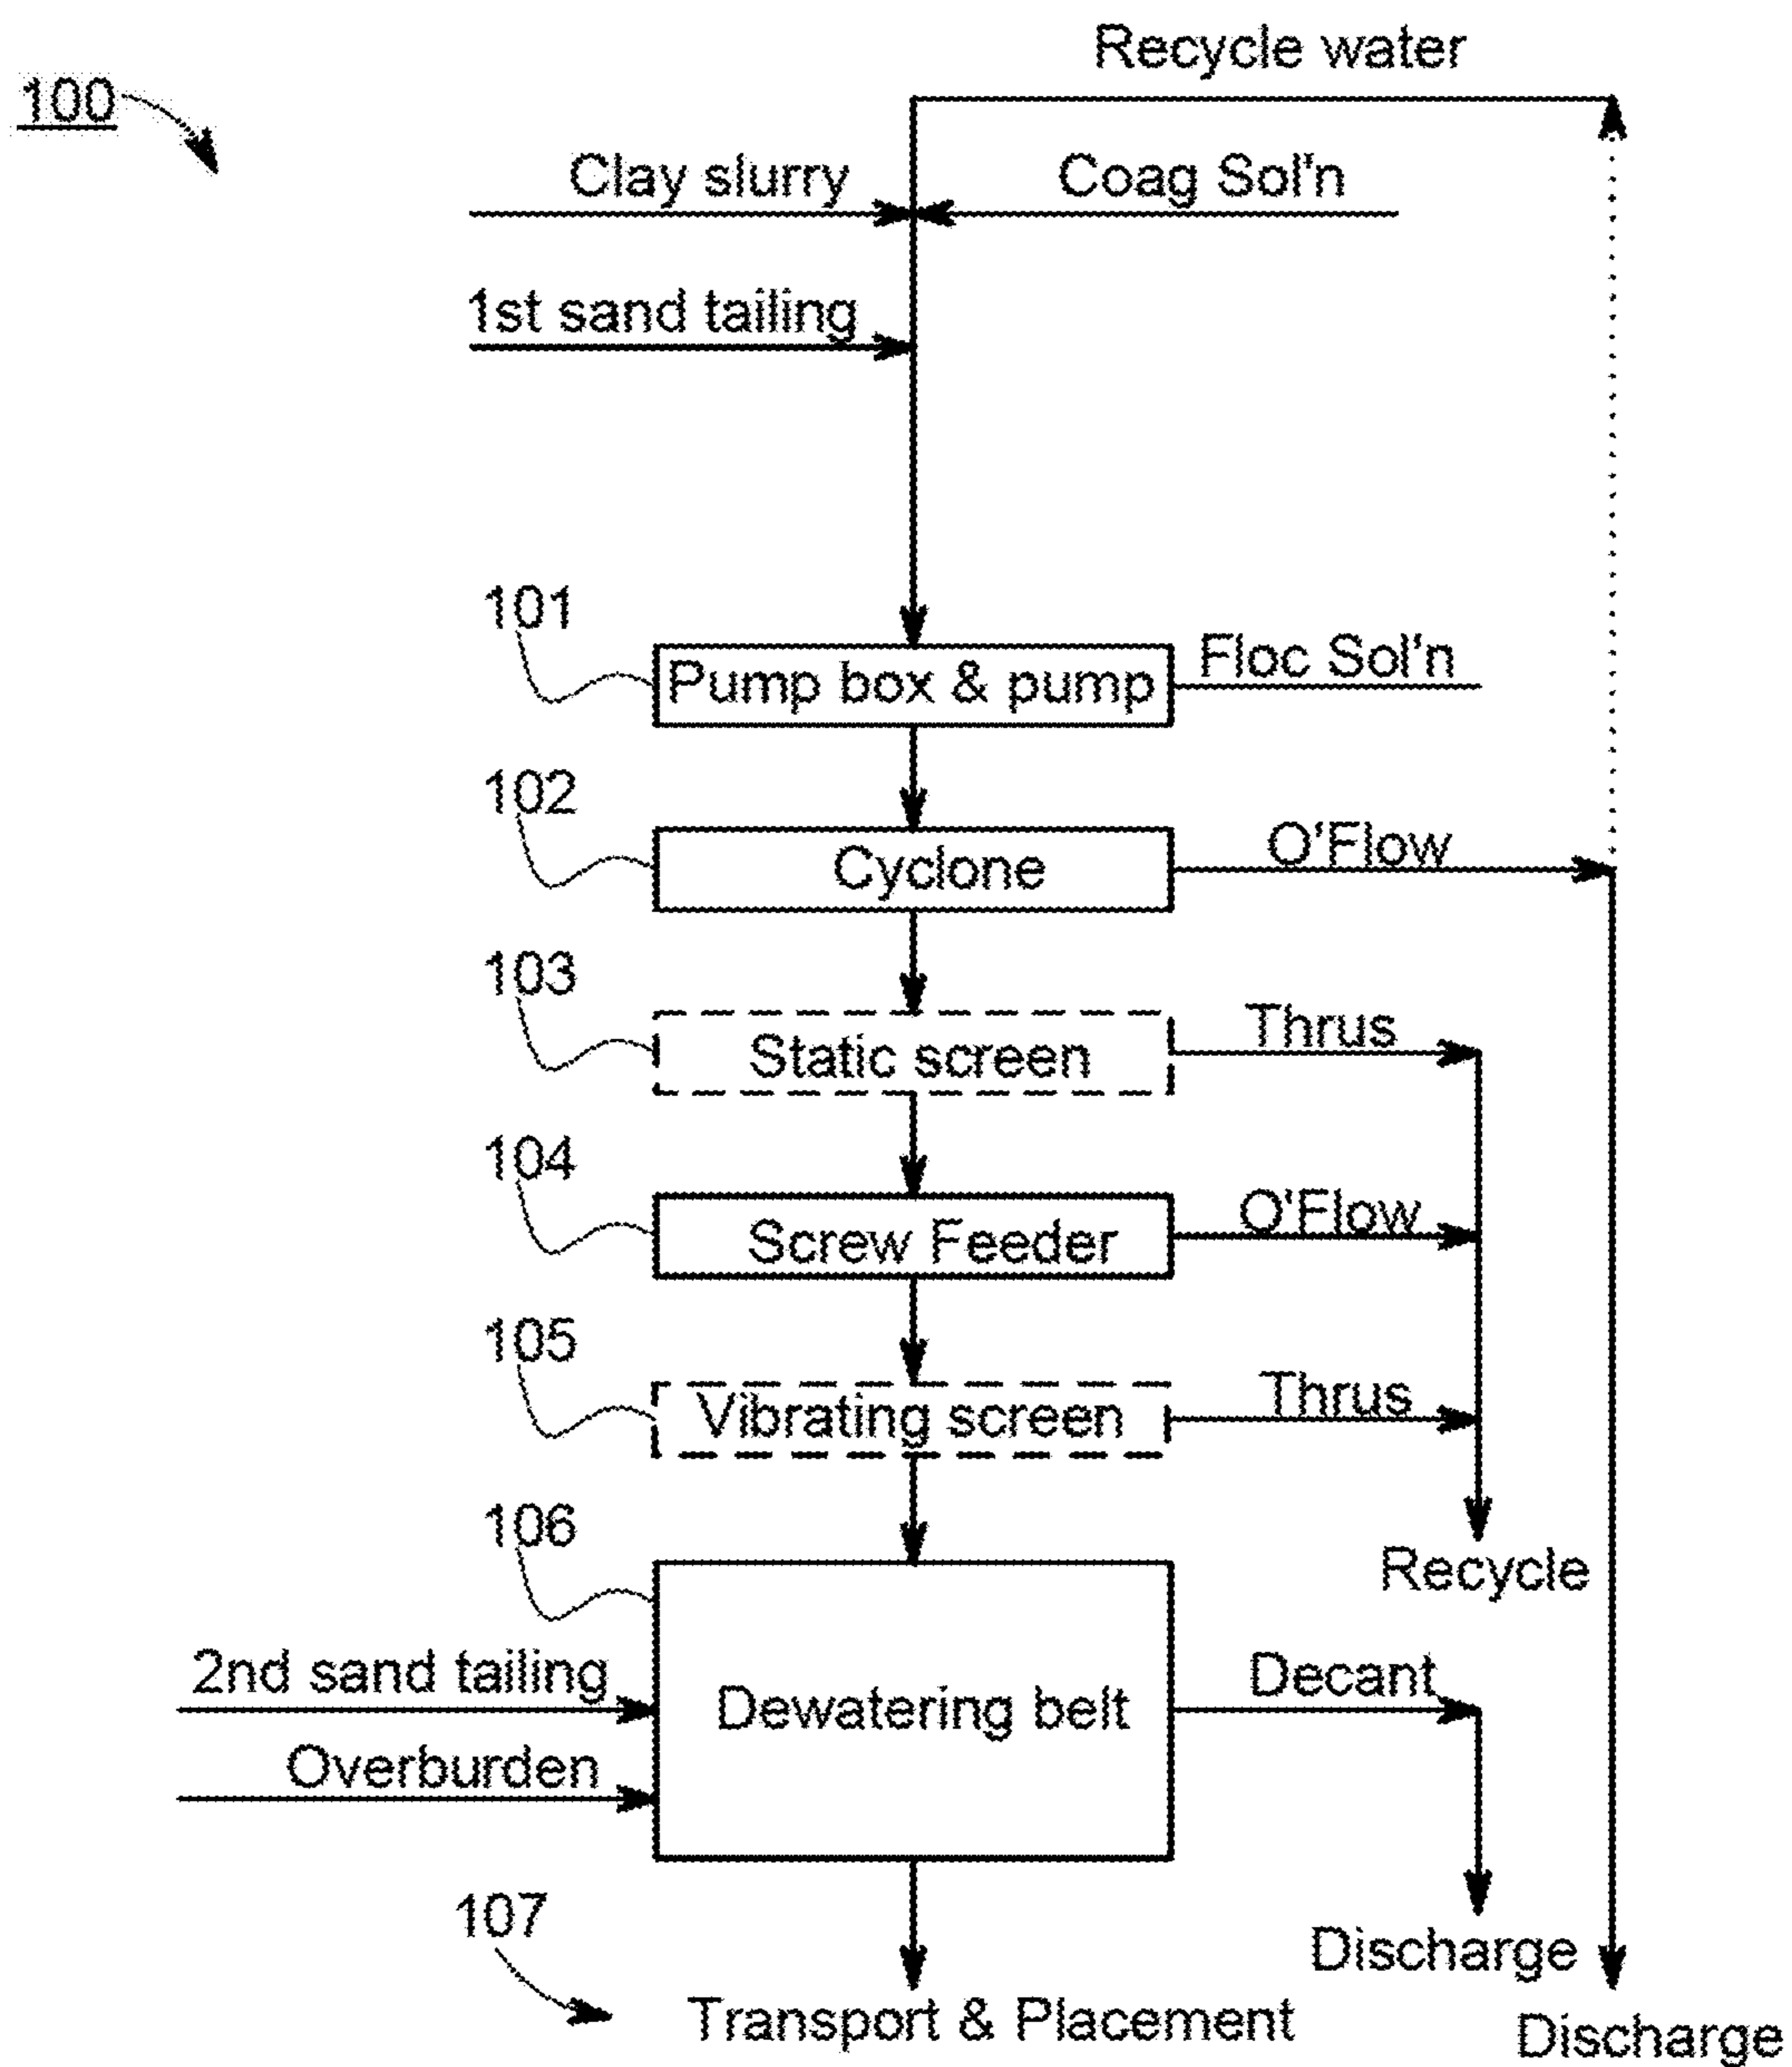 Recycle water
100
Clay slurry
Coag Sol'n
1st sand tailing
101
Pump box & pump
Floc Sol'n
102
Cyclone
O'Flow
103
Static screen
Thrus
104
Screw Feeder
O'Flow
105
Vibrating screen
Thrus
106
Recycle
2nd sand tailing
Dewatering belt
Decant
Overburden
107
Discharge
Transport & Placement
Discharge